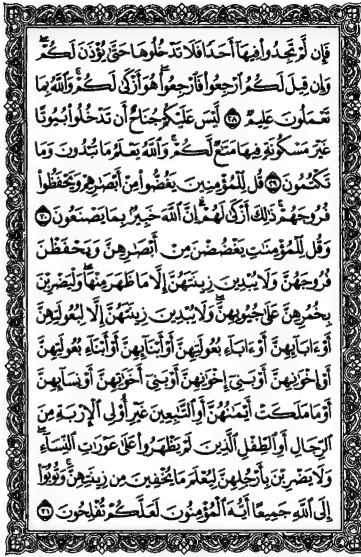 فَإِن لَّمْ تَجِدُوا۟ فِيهَآ أَحَدًا فَلَا تَدْخُلُوهَا حَتَّىٰ يُؤْذَنَ لَكُمْ ۖ
وَإِن قِيلَ لَكُمُ ٱرْجِعُوا۟ فَٱرْجِعُوا۟ ۖ هُوَ أَزْكَىٰ لَكُمْ ۚ وَٱللَّهُ بِمَا
تَعْمَلُونَ عَلِيمٌ ٢٨ لَّيْسَ عَلَيْكُمْ جُنَاحٌ أَن تَدْخُلُوا۟ بُيُوتًا
غَيْرَ مَسْكُونَةٍ فِيهَا مَتَـٰعٌ لَّكُمْ ۚ وَٱللَّهُ يَعْلَمُ مَا تُبْدُونَ وَمَا
تَكْتُمُونَ ٢٩ قُل لِّلْمُؤْمِنِينَ يَغُضُّوا۟ مِنْ أَبْصَـٰرِهِمْ وَيَحْفَظُوا۟
فُرُوجَهُمْ ۚ ذَٰلِكَ أَزْكَىٰ لَهُمْ ۗ إِنَّ ٱللَّهَ خَبِيرٌۢ بِمَا يَصْنَعُونَ ٣٠
وَقُل لِّلْمُؤْمِنَـٰتِ يَغْضُضْنَ مِنْ أَبْصَـٰرِهِنَّ وَيَحْفَظْنَ
فُرُوجَهُنَّ وَلَا يُبْدِينَ زِينَتَهُنَّ إِلَّا مَا ظَهَرَ مِنْهَا ۖ وَلْيَضْرِبْنَ
بِخُمُرِهِنَّ عَلَىٰ جُيُوبِهِنَّ ۖ وَلَا يُبْدِينَ زِينَتَهُنَّ إِلَّا لِبُعُولَتِهِنَّ
أَوْ ءَابَآئِهِنَّ أَوْ ءَابَآءِ بُعُولَتِهِنَّ أَوْ أَبْنَآئِهِنَّ أَوْ أَبْنَآءِ بُعُولَتِهِنَّ
أَوْ إِخْوَٰنِهِنَّ أَوْ بَنِىٓ إِخْوَٰنِهِنَّ أَوْ بَنِىٓ أَخَوَٰتِهِنَّ أَوْ نِسَآئِهِنَّ
أَوْ مَا مَلَكَتْ أَيْمَـٰنُهُنَّ أَوِ ٱلتَّـٰبِعِينَ غَيْرِ أُو۟لِى ٱلْإِرْبَةِ مِنَ
ٱلرِّجَالِ أَوِ ٱلطِّفْلِ ٱلَّذِينَ لَمْ يَظْهَرُوا۟ عَلَىٰ عَوْرَٰتِ ٱلنِّسَآءِ ۖ
وَلَا يَضْرِبْنَ بِأَرْجُلِهِنَّ لِيُعْلَمَ مَا يُخْفِينَ مِن زِينَتِهِنَّ ۚ وَتُوبُوٓا۟
إِلَى ٱللَّهِ جَمِيعًا أَيُّهَ ٱلْمُؤْمِنُونَ لَعَلَّكُمْ تُفْلِحُونَ ٣١